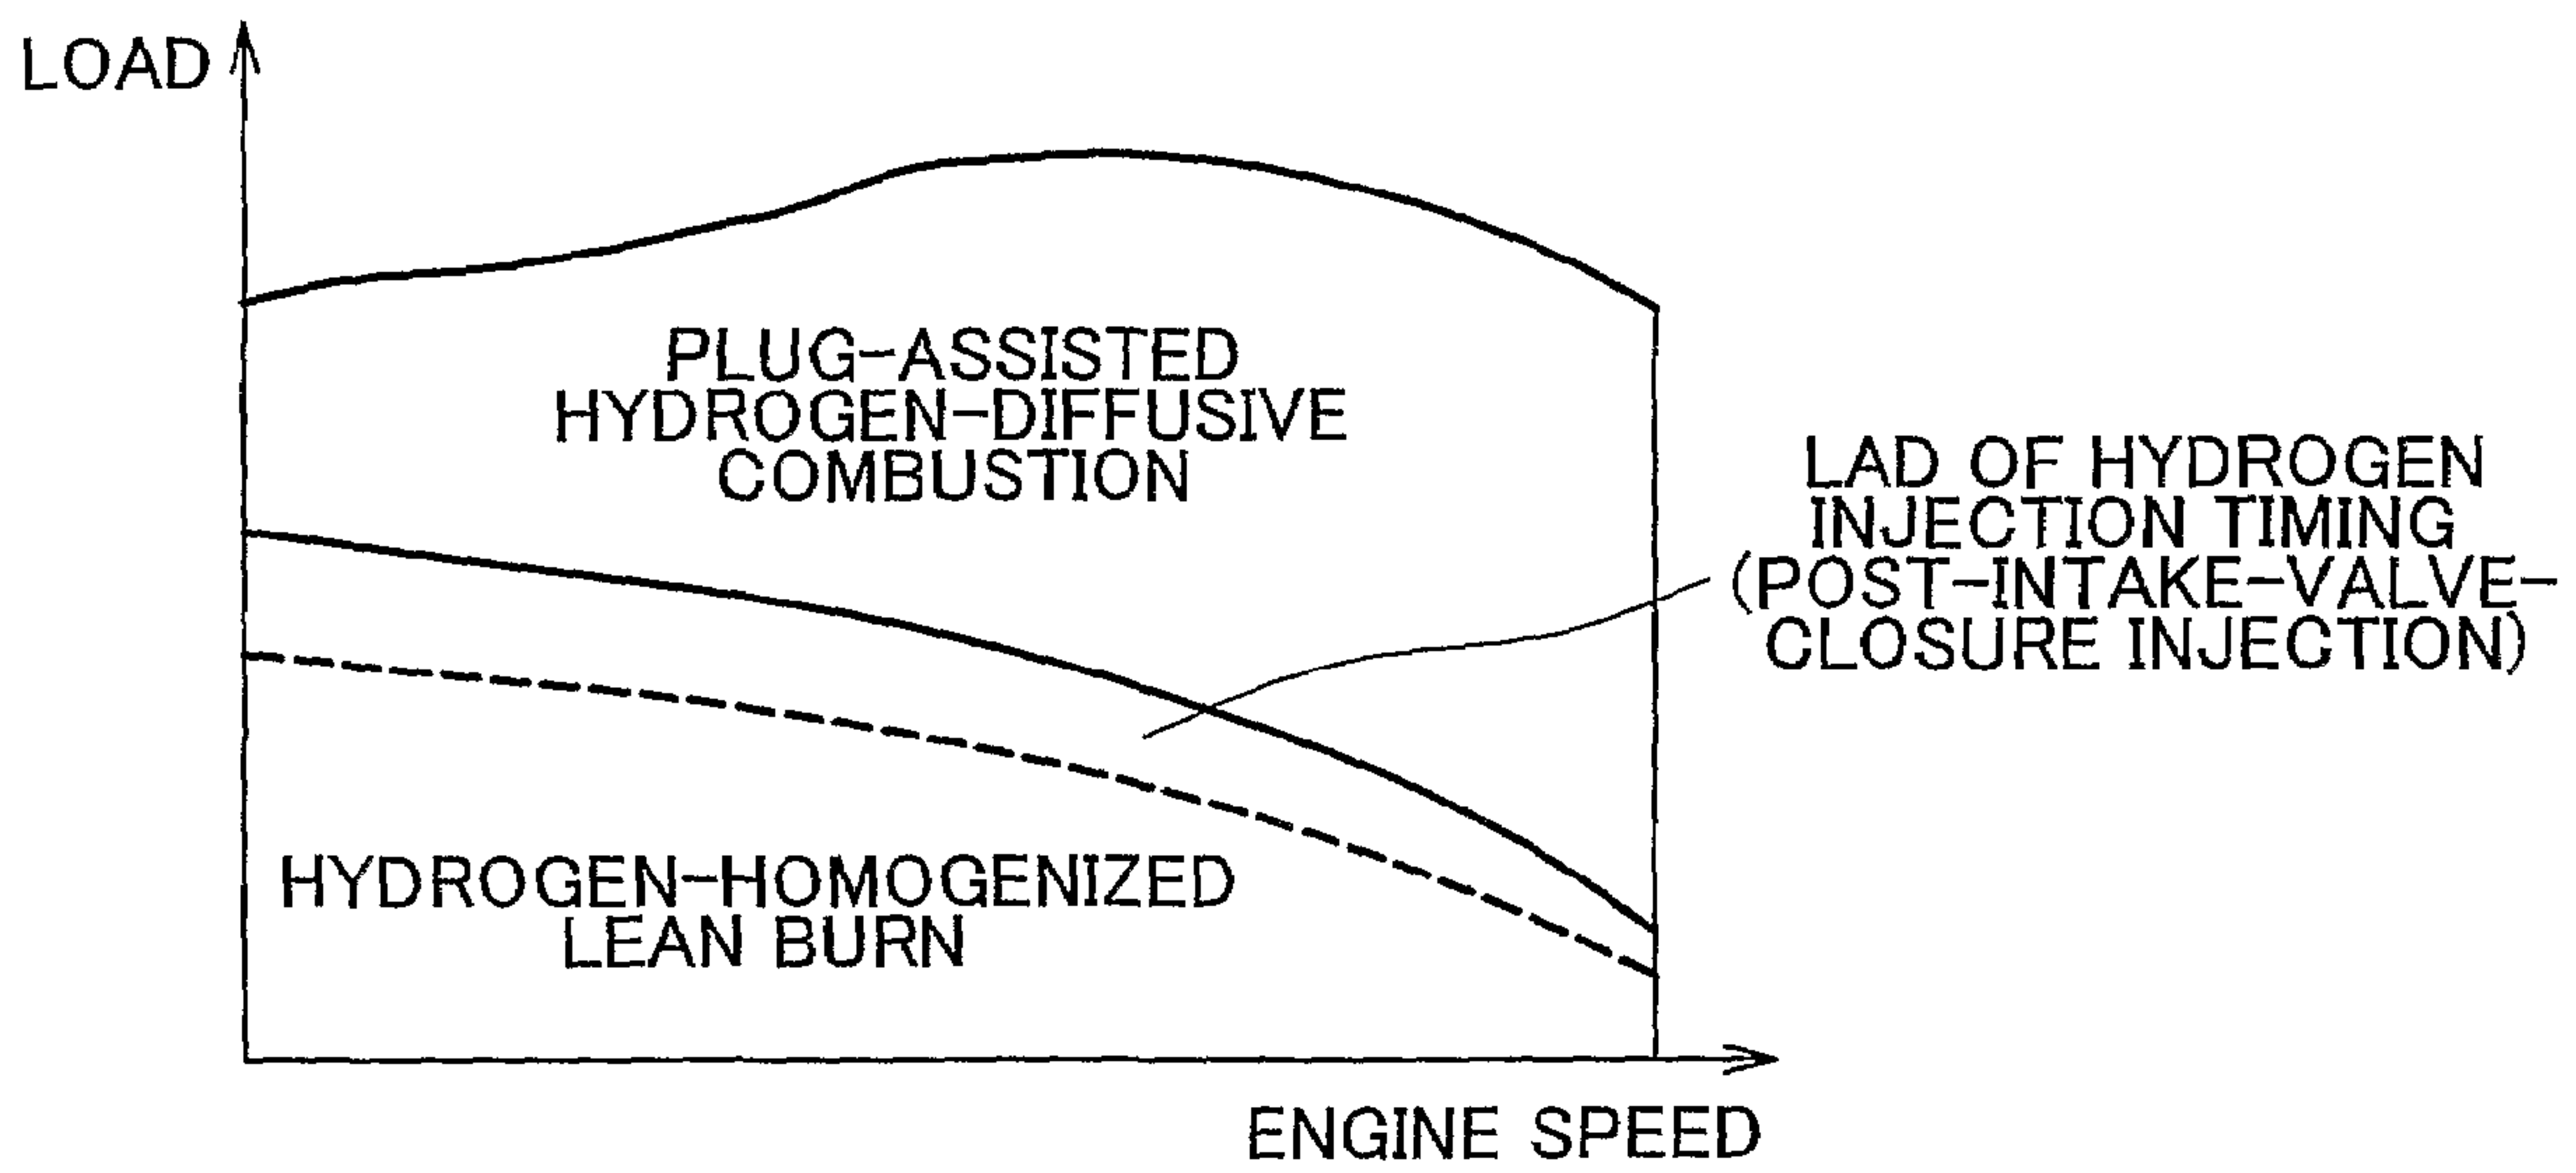 LOAD
PLUG-ASSISTED
HYDROGEN-DIFFUSIVE
COMBUSTION
LAD OF HYDROGEN
INJECTION TIMING
(POST-INTAKE-VALVE-
CLOSURE INJECTION)
HYDROGEN-HOMOGENIZED
LEAN BURN
ENGINE SPEED